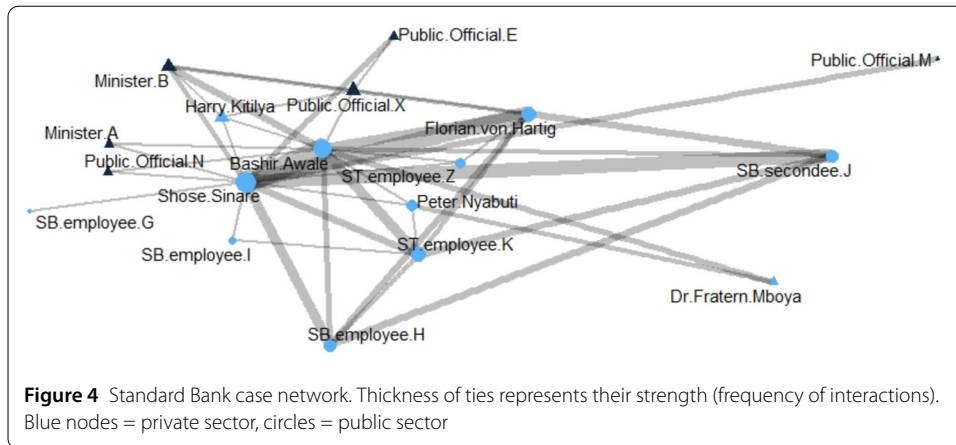 Public.Official.E
Public.Official.M
Minister.B
Harry.Kitilya
Public.Official.X
Florian.von.Hartig
Minister.A
Public.Official.N
Bashir.Awale
ST.employee.Z
SB.secondee.J
Shose.Sinare
Peter.Nyabuti
SB.employee.G
SB.employee.I
ST.employee.K
Dr.Fratern.Mboya
SB.employee.H
Figure 4 Standard Bank case network. Thickness of ties represents their strength (frequency of interactions).
Blue nodes = private sector, circles = public sector